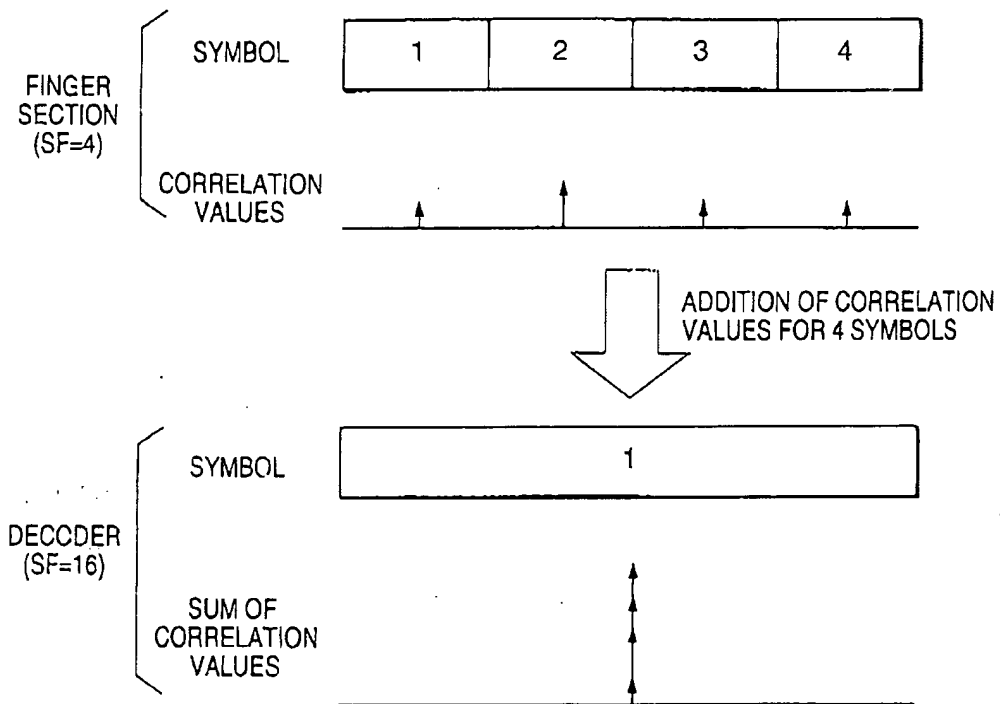 SYMBOL
1 2 3 4
FINGER
SECTION
(SF=4)
CORRELATION
VALUES
ADDITION OF CORRELATION
VALUES FOR 4 SYMBOLS
SYMBOL
1
DECODER
(SF=16)
SUM OF
CORRELATION
VALUES